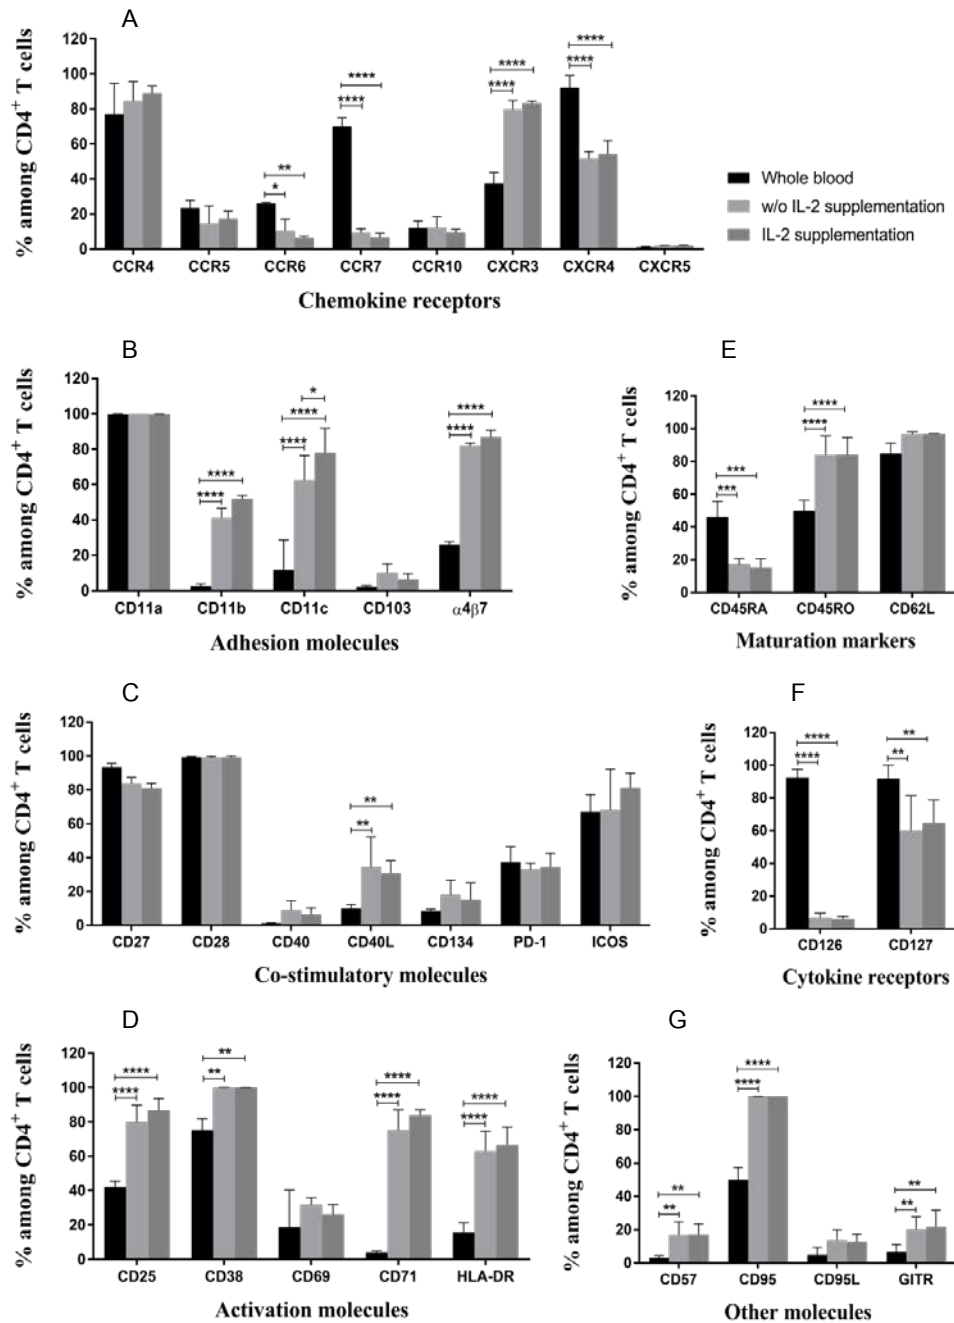 A
% among CD4+ T cells
120
100
80
60
40
20
0
****
****
****
****
****
****
**
*
CCR4 CCR5 CCR6 CCR7 CCR10 CXCR3 CXCR4 CXCR5
Chemokine receptors
Whole blood
w/o IL-2 supplementation
IL-2 supplementation
B
% among CD4+ T cells
120
100
80
60
40
20
0
*
****
****
****
****
****
****
CD11a CD11b CD11c CD103 α4β7
Adhesion molecules
E
% among CD4+ T cells
120
100
80
60
40
20
0
****
****
***
***
CD45RA CD45RO CD62L
Maturation markers
C
% among CD4+ T cells
120
100
80
60
40
20
0
**
**
CD27 CD28 CD40 CD40L CD134 PD-1 ICOS
Co-stimulatory molecules
F
% among CD4+ T cells
120
100
80
60
40
20
0
****
****
**
**
CD126 CD127
Cytokine receptors
D
% among CD4+ T cells
120
100
80
60
40
20
0
****
****
**
**
****
****
****
****
CD25 CD38 CD69 CD71 HLA-DR
Activation molecules
G
% among CD4+ T cells
120
100
80
60
40
20
0
**
**
****
****
**
**
CD57 CD95 CD95L GITR
Other molecules